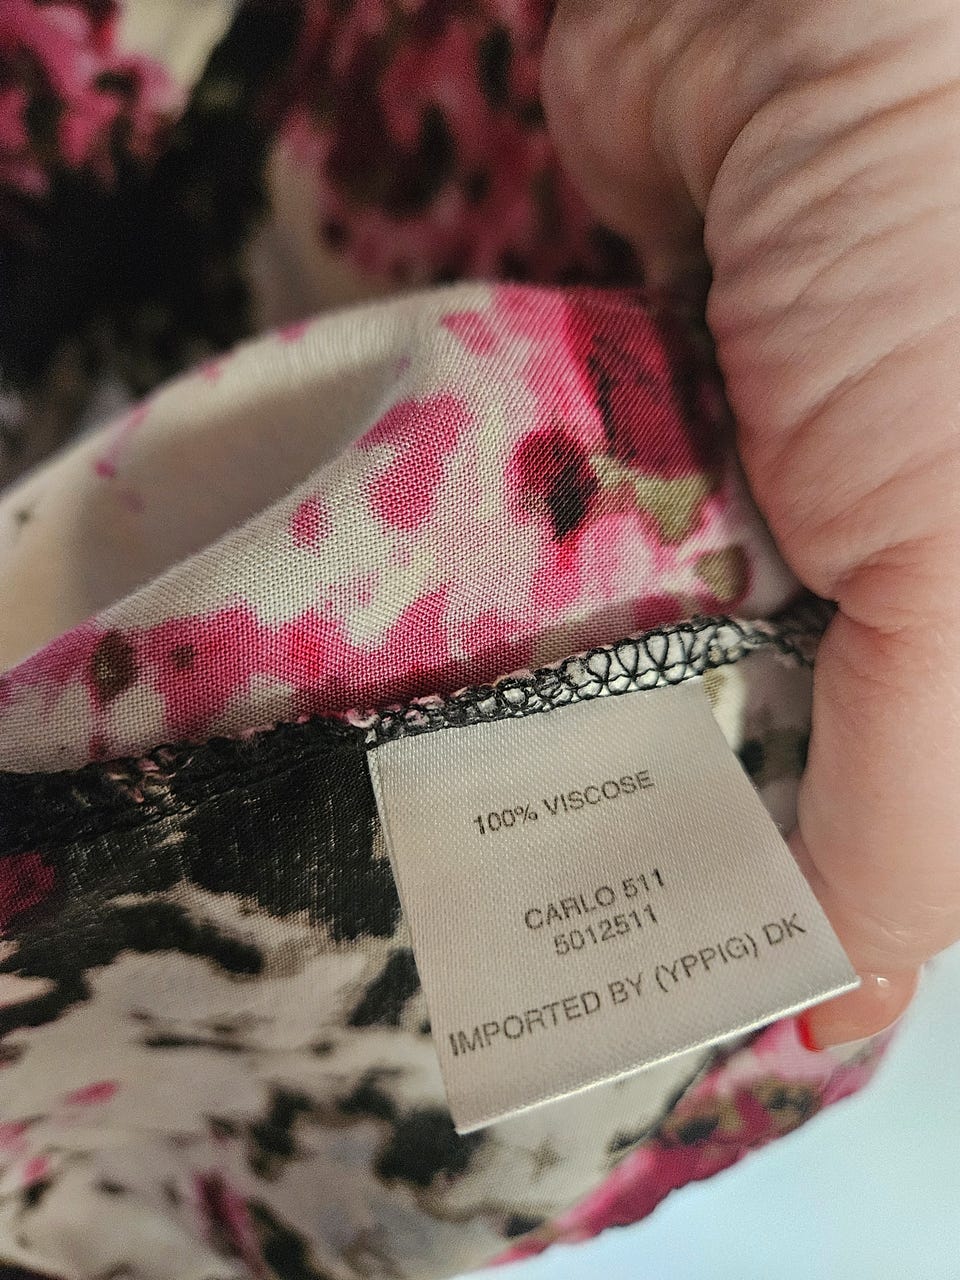 100% VISCOSE
CARLO 511
5012511
IMPORTED BY (YPPIG) DK